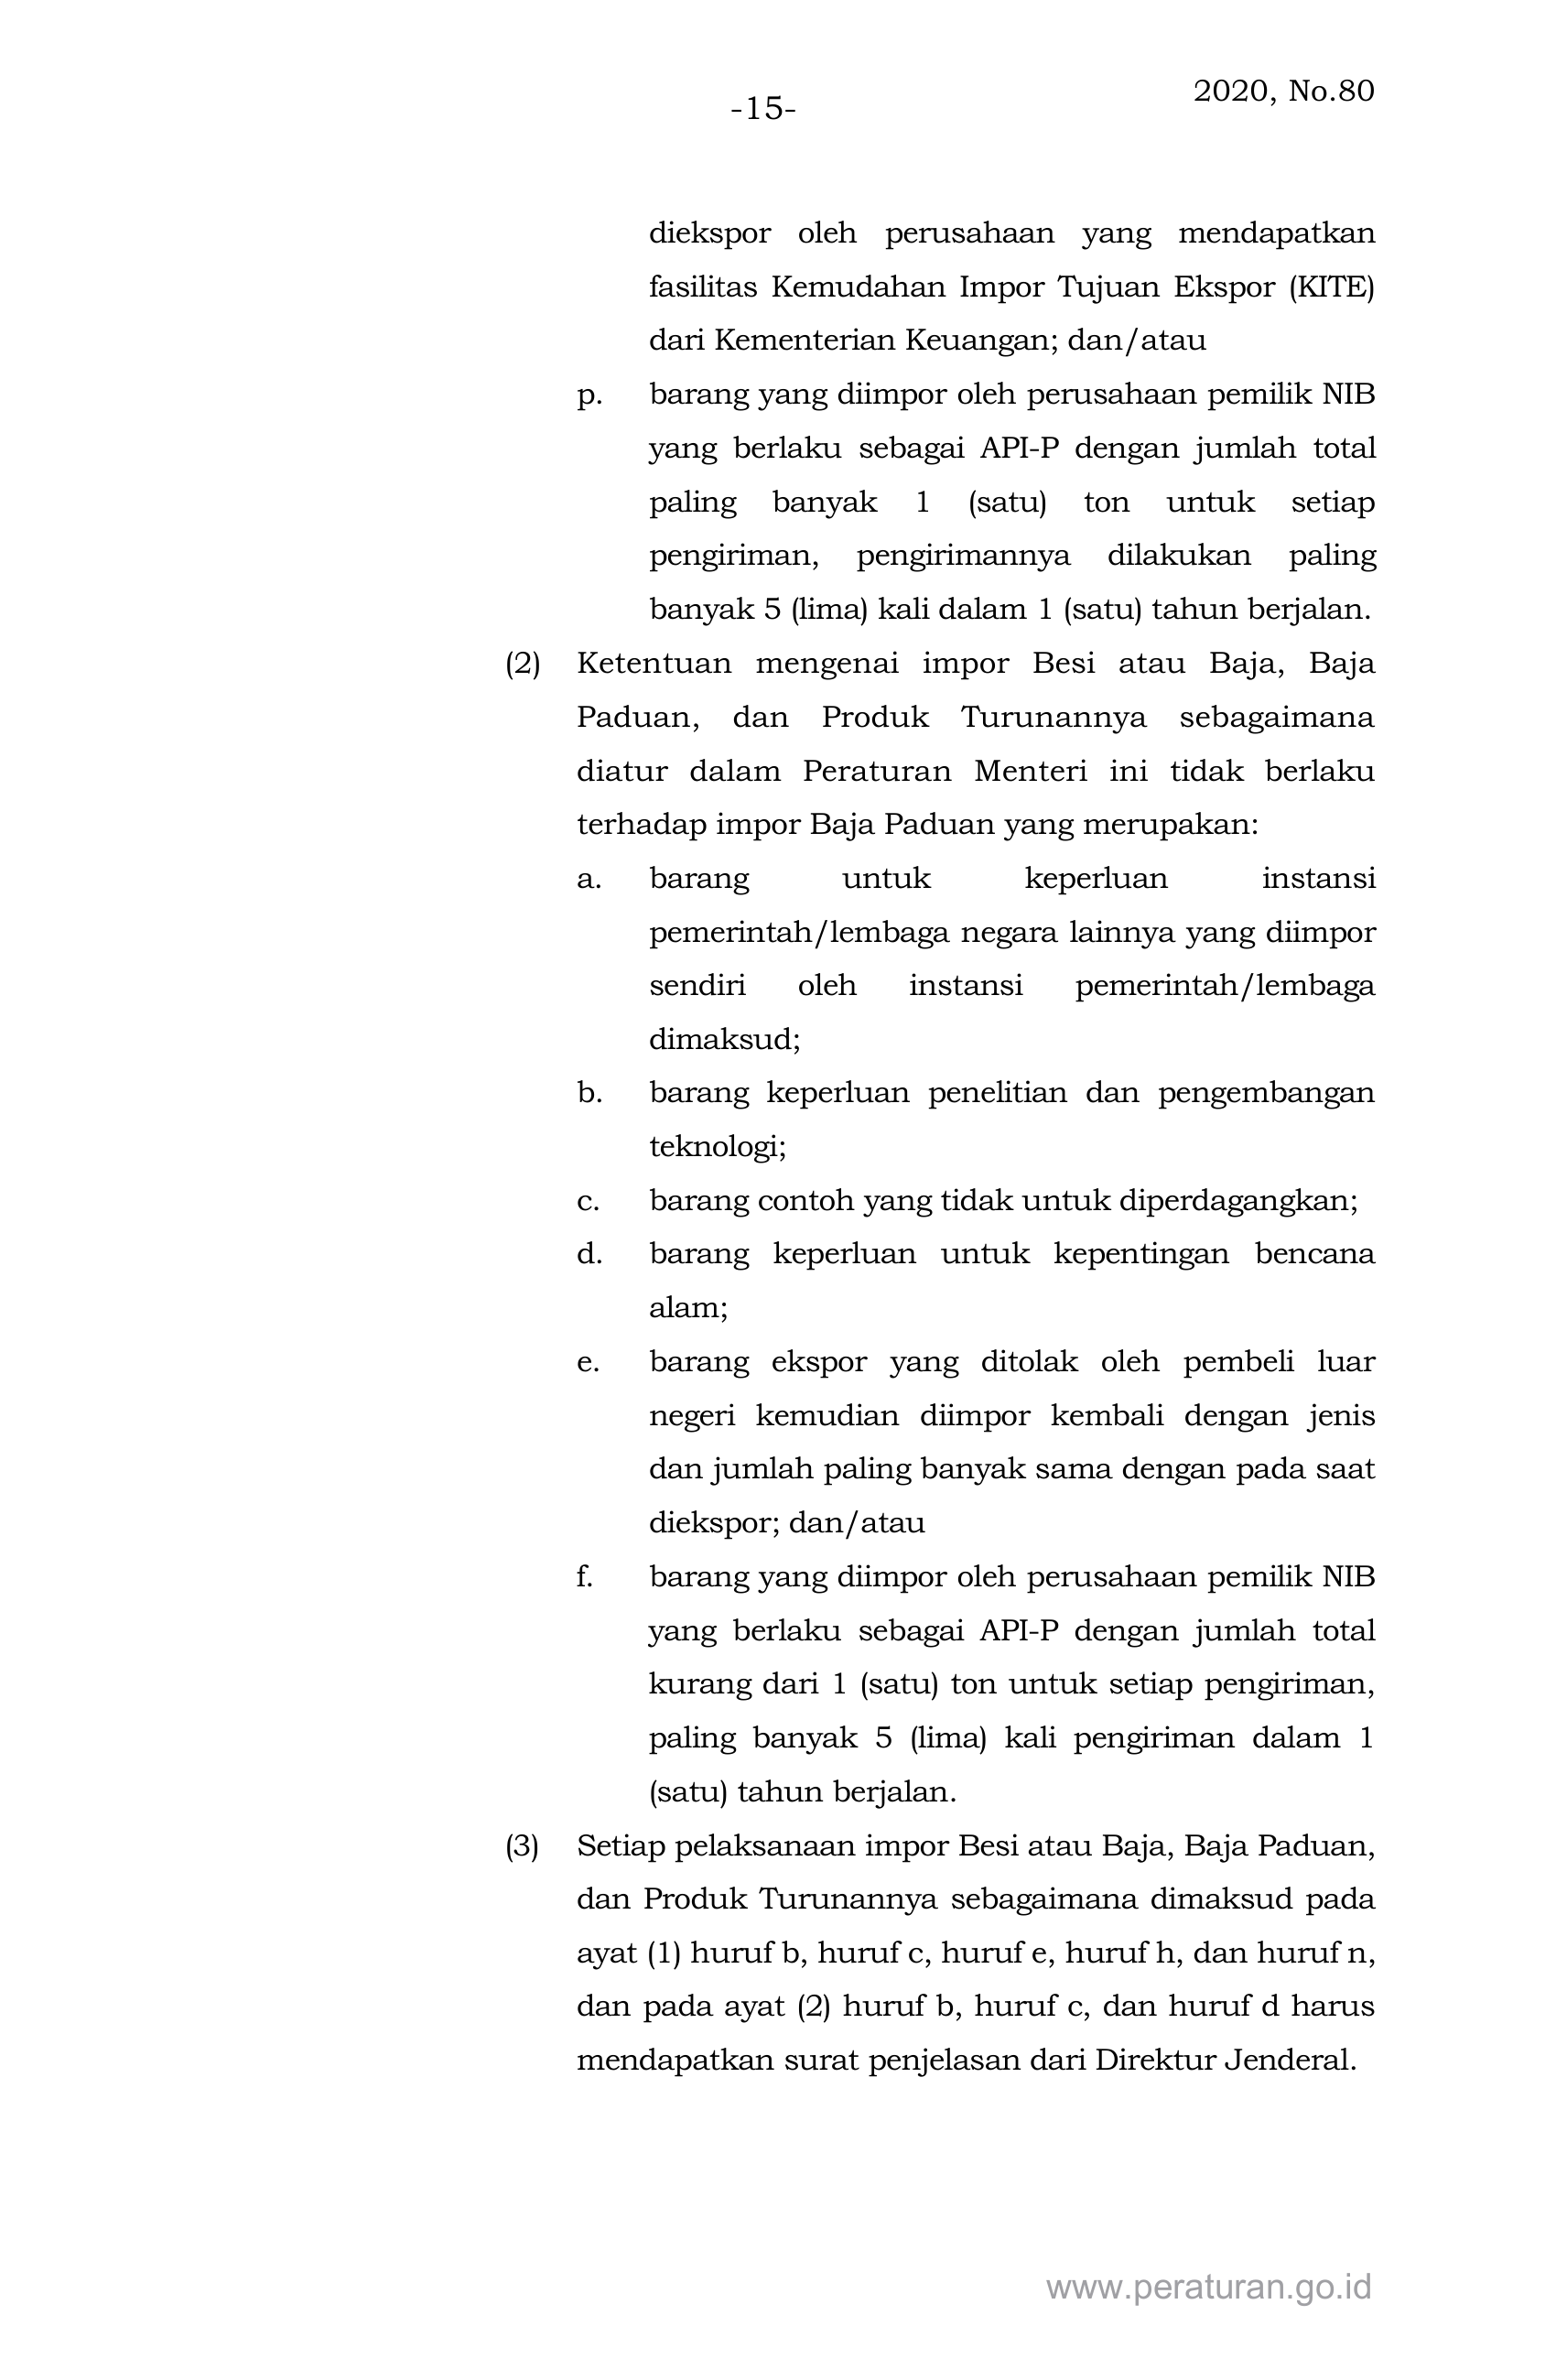 2020, No.80
-15-
diekspor oleh perusahaan yang mendapatkan
fasilitas Kemudahan Impor Tujuan Ekspor (KITE)
dari Kementerian Keuangan; dan/atau
p. barang yang diimpor oleh perusahaan pemilik NIB
yang berlaku sebagai API-P dengan jumlah total
paling banyak 1 (satu) ton untuk setiap
pengiriman, pengirimannya dilakukan paling
banyak 5 (lima) kali dalam 1 (satu) tahun berjalan.
(2) Ketentuan mengenai impor Besi atau Baja, Baja
Paduan, dan Produk Turunannya sebagaimana
diatur dalam Peraturan Menteri ini tidak berlaku
terhadap impor Baja Paduan yang merupakan:
a. barang untuk keperluan instansi
pemerintah/lembaga negara lainnya yang diimpor
sendiri oleh instansi pemerintah/lembaga
dimaksud;
b. barang keperluan penelitian dan pengembangan
teknologi;
c. barang contoh yang tidak untuk diperdagangkan;
d. barang keperluan untuk kepentingan bencana
alam;
e. barang ekspor yang ditolak oleh pembeli luar
negeri kemudian diimpor kembali dengan jenis
dan jumlah paling banyak sama dengan pada saat
diekspor; dan/atau
f. barang yang diimpor oleh perusahaan pemilik NIB
yang berlaku sebagai API-P dengan jumlah total
kurang dari 1 (satu) ton untuk setiap pengiriman,
paling banyak 5 (lima) kali pengiriman dalam 1
(satu) tahun berjalan.
(3) Setiap pelaksanaan impor Besi atau Baja, Baja Paduan,
dan Produk Turunannya sebagaimana dimaksud pada
ayat (1) huruf b, huruf c, huruf e, huruf h, dan huruf n,
dan pada ayat (2) huruf b, huruf c, dan huruf d harus
mendapatkan surat penjelasan dari Direktur Jenderal.
www.peraturan.go.id